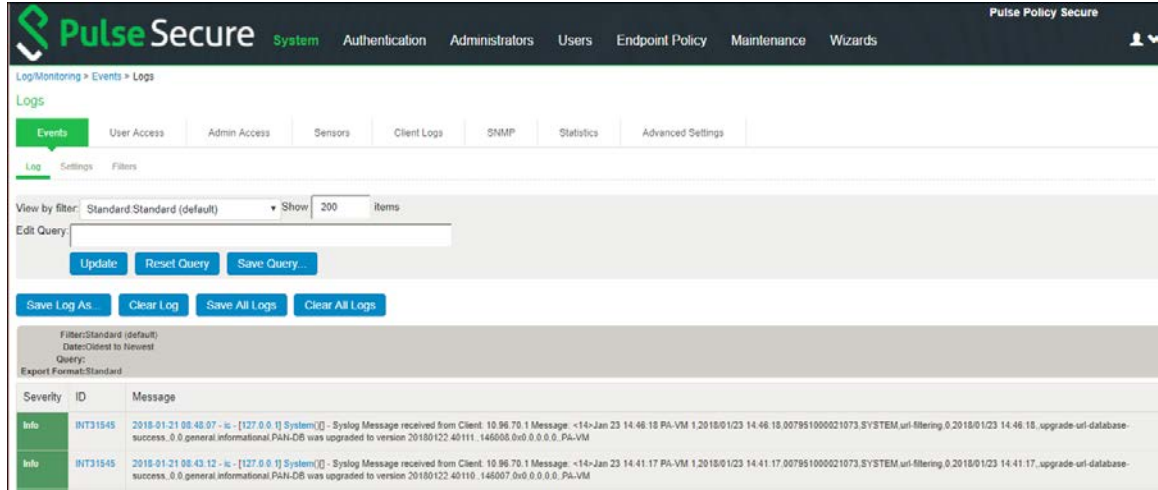 Pulse Policy Secure
Pulse Secure System Authentication Administrators Users Endpoint Policy Maintenance Wizards
Log/Monitoring > Events > Logs
Logs
Events User Access Admin Access Sensors Client Logs SNMP Statistics Advanced Settings
Log Settings Filters
View by filter: Standard:Standard (default) Show 200 items
Edit Query:
Update Reset Query Save Query...
Save Log As... Clear Log Save All Logs Clear All Logs
Filter:Standard (default)
Date:Oldest to Newest
Query:
Export Format:Standard
Severity ID Message
Info INT31545 2018-01-21 08:48:07 - ic - [127.0.0.1] System()[] - Syslog Message received from Client: 10.96.70.1 Message: <14>Jan 23 14:46:18 PA-VM 1,2018/01/23 14:46:18,007951000021073,SYSTEM,url-filtering,0,2018/01/23 14:46:18,,upgrade-url-database-
success,,0,0,general,informational,PAN-DB was upgraded to version 20180122.40111.,146008,0x0,0,0,0,0,,PA-VM
Info INT31545 2018-01-21 08:43:12 - ic - [127.0.0.1] System()[] - Syslog Message received from Client: 10.96.70.1 Message: <14>Jan 23 14:41:17 PA-VM 1,2018/01/23 14:41:17,007951000021073,SYSTEM,url-filtering,0,2018/01/23 14:41:17,,upgrade-url-database-
success,,0,0,general,informational,PAN-DB was upgraded to version 20180122.40110.,146007,0x0,0,0,0,0,,PA-VM